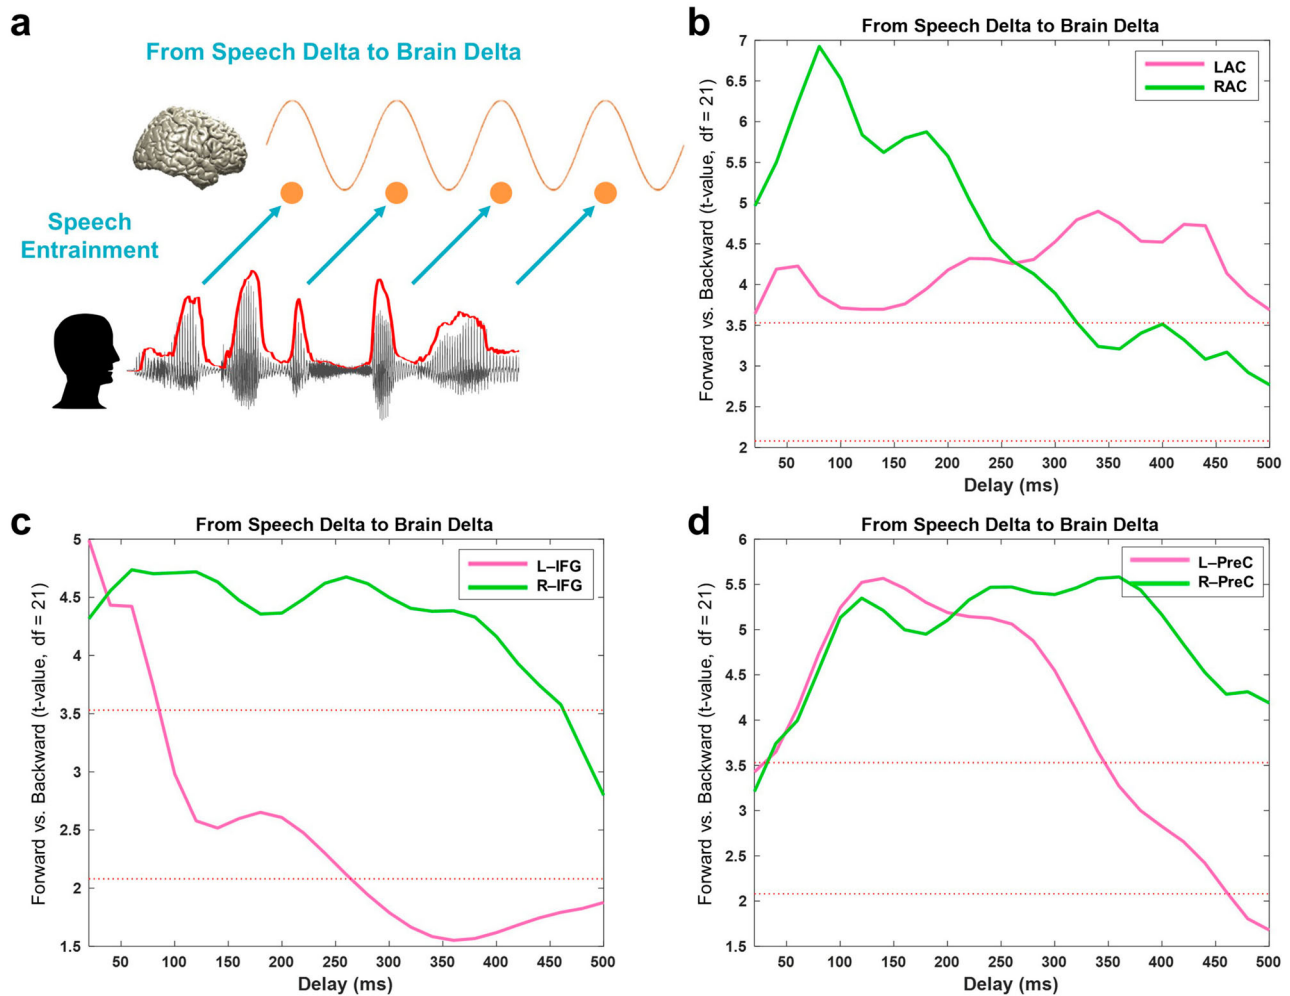 a
From Speech Delta to Brain Delta
Speech
Entrainment
b
From Speech Delta to Brain Delta
Forward vs. Backward (t-value, df = 21)
7
6.5
6
5.5
5
4.5
4
3.5
3
2.5
2
LAC
RAC
50 100 150 200 250 300 350 400 450 500
Delay (ms)
c
From Speech Delta to Brain Delta
Forward vs. Backward (t-value, df = 21)
5
4.5
4
3.5
3
2.5
2
1.5
L–IFG
R–IFG
50 100 150 200 250 300 350 400 450 500
Delay (ms)
d
From Speech Delta to Brain Delta
Forward vs. Backward (t-value, df = 21)
6
5.5
5
4.5
4
3.5
3
2.5
2
1.5
L–PreC
R–PreC
50 100 150 200 250 300 350 400 450 500
Delay (ms)